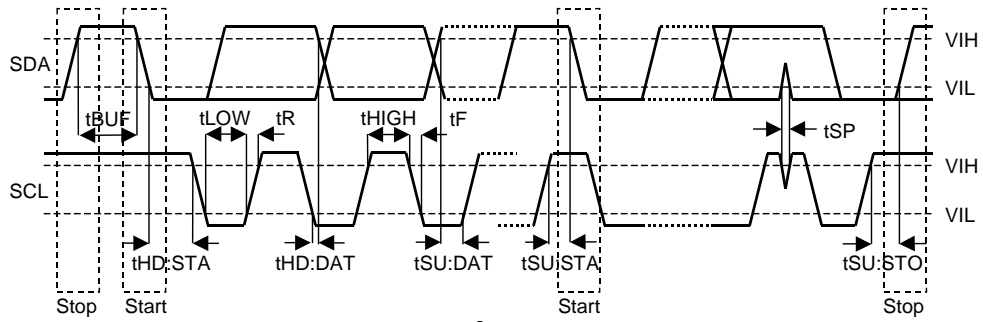 SDA
VIH
VIL
tBUF
tLOW
tR
tHIGH
tF
tSP
SCL
VIH
VIL
tHD:STA
tHD:DAT
tSU:DAT
tSU:STA
tSU:STO
Stop
Start
Start
Stop